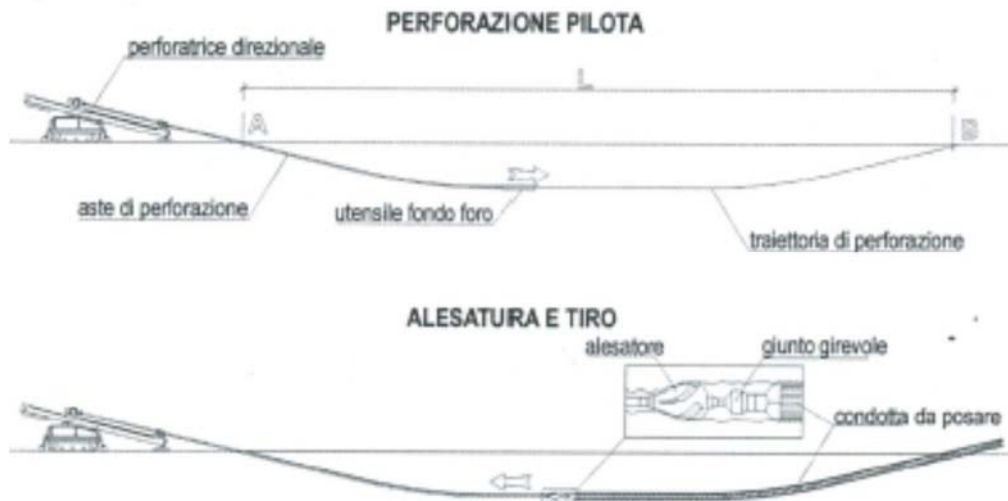 PERFORAZIONE PILOTA
perforatrice direzionale
L
A
B
aste di perforazione
utensile fondo foro
traiettoria di perforazione
ALESATURA E TIRO
alesatore
giunto girevole
condotta da posare